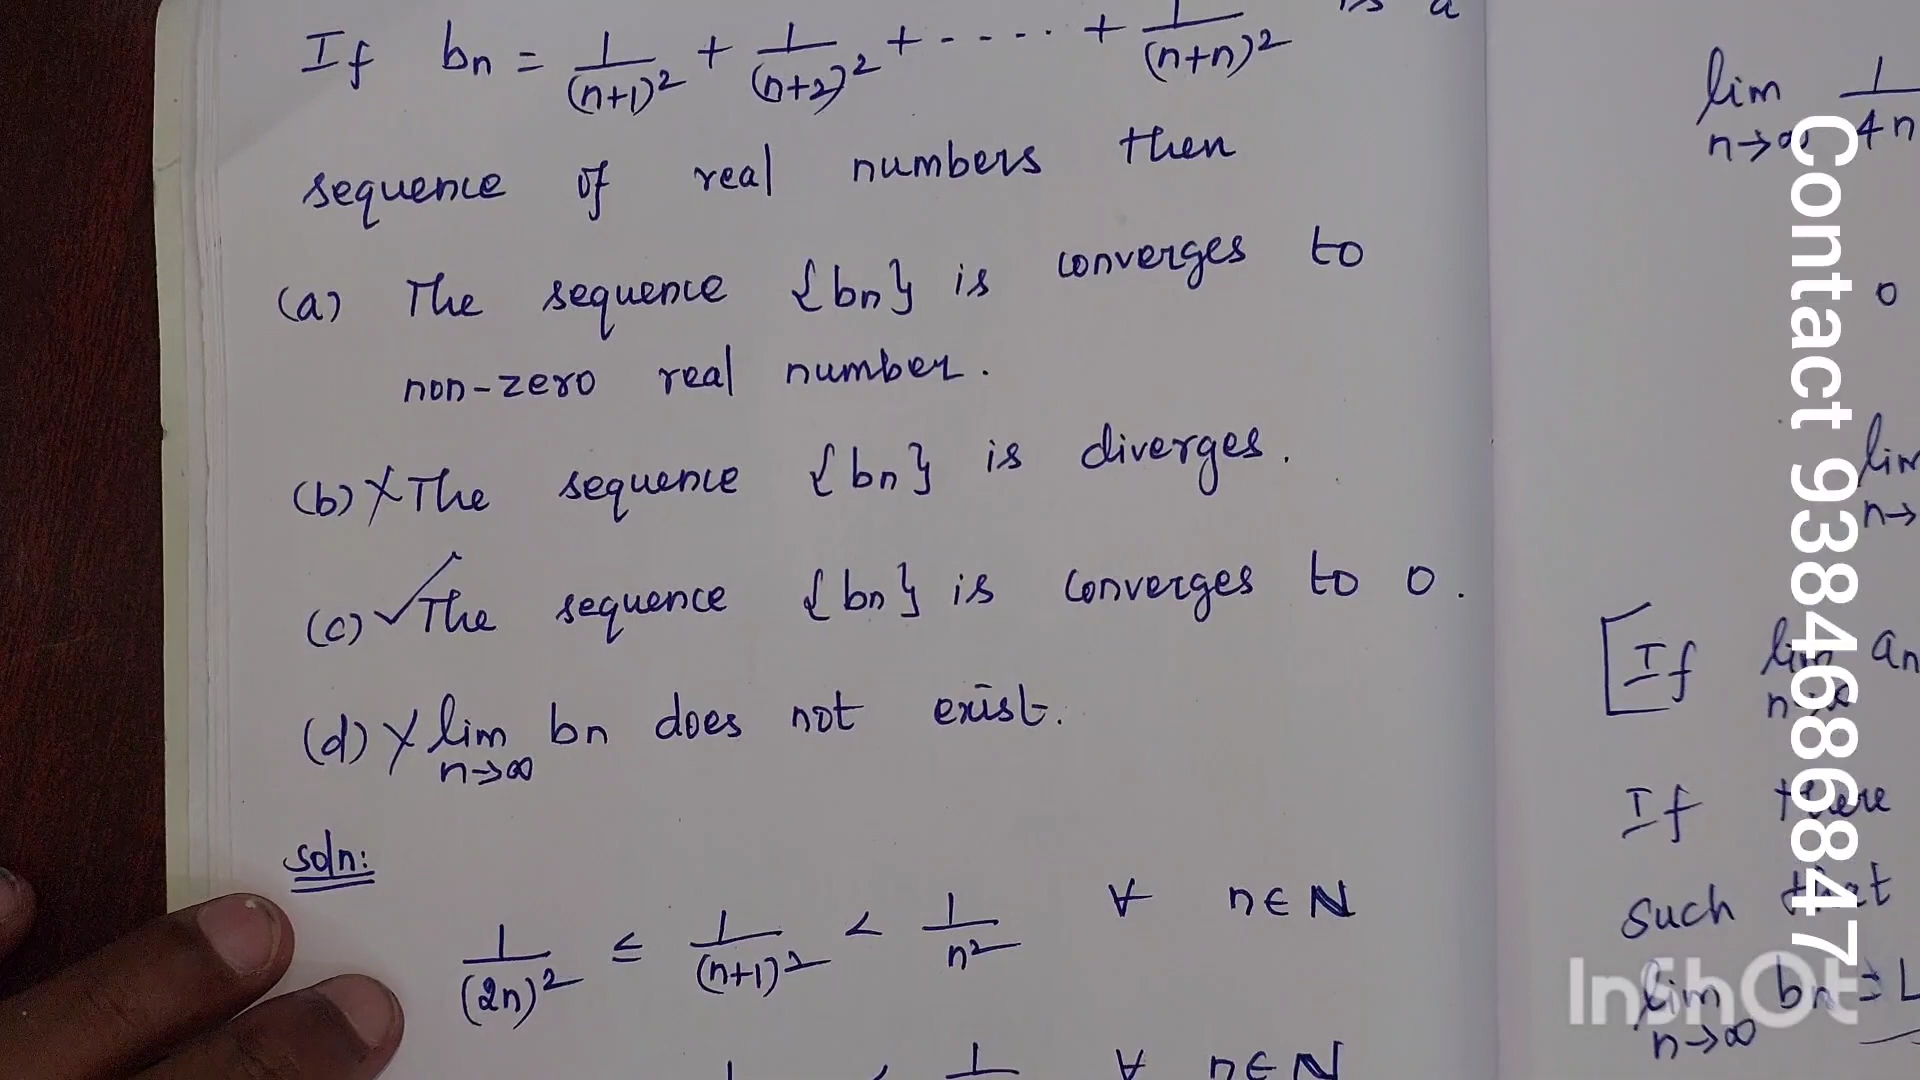 If bn = 1/(n+1)² + 1/(n+2)² + - - - - . + 1/(n+n)² is a
sequence of real numbers then
(a) The sequence {bn} is converges to
non-zero real number.
(b) X The sequence {bn} is diverges.
(c) ✓ The sequence {bn} is converges to 0.
(d) X lim n→∞ bn does not exist.
Soln:
1/(2n)² ≤ 1/(n+1)² < 1/n² ∀ n∈ℕ
∀ n∈ℕ
lim n→∞ 1/4n
0
lim n→
[If lim n→∞ an
If there
such that
lim n→∞ bn = L
Contact 9384686847
InShOt